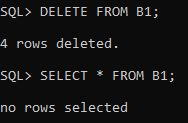 SQL> DELETE FROM B1;
4 rows deleted.
SQL> SELECT * FROM B1;
no rows selected